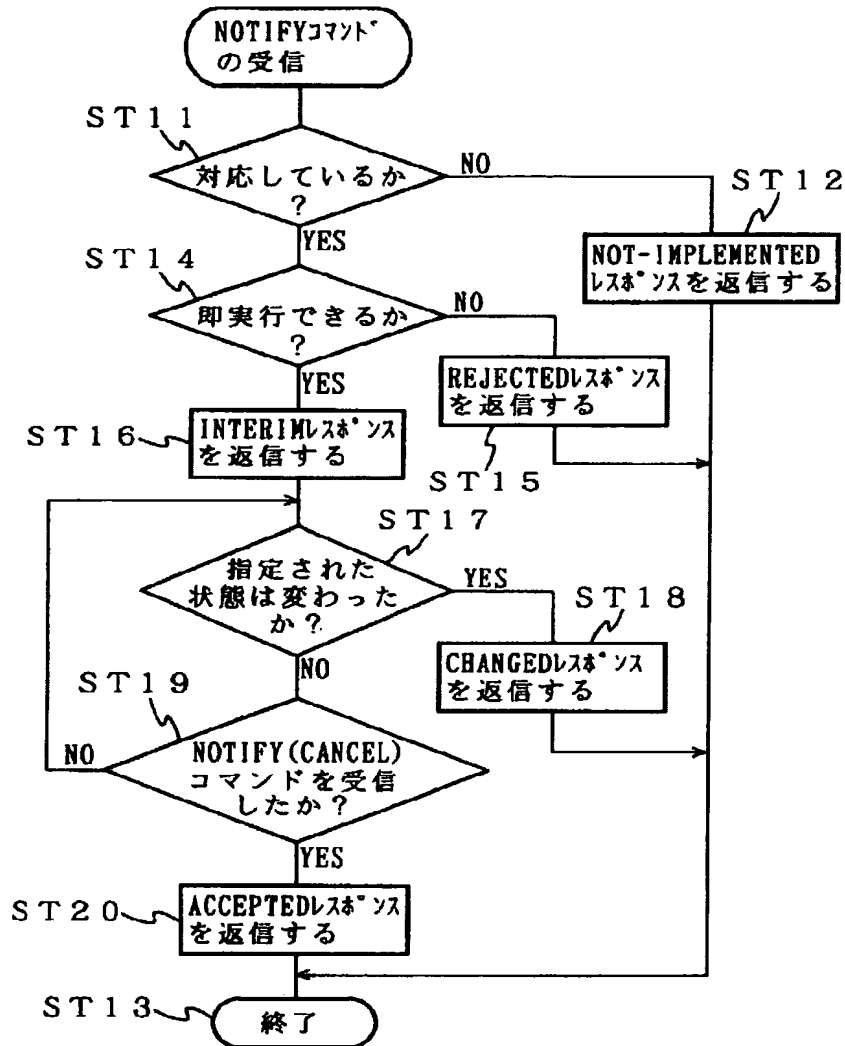 NOTIFYコマンド
の受信
ST11
対応しているか
?
NO
YES
ST12
NOT-IMPLEMENTED
レスポンスを返信する
ST14
即実行できるか
?
NO
YES
REJECTEDレスポンス
を返信する
ST15
ST16
INTERIMレスポンス
を返信する
ST17
指定された
状態は変わった
か?
YES
NO
ST18
CHANGEDレスポンス
を返信する
ST19
NOTIFY(CANCEL)
コマンドを受信
したか?
NO
YES
ST20
ACCEPTEDレスポンス
を返信する
ST13
終了